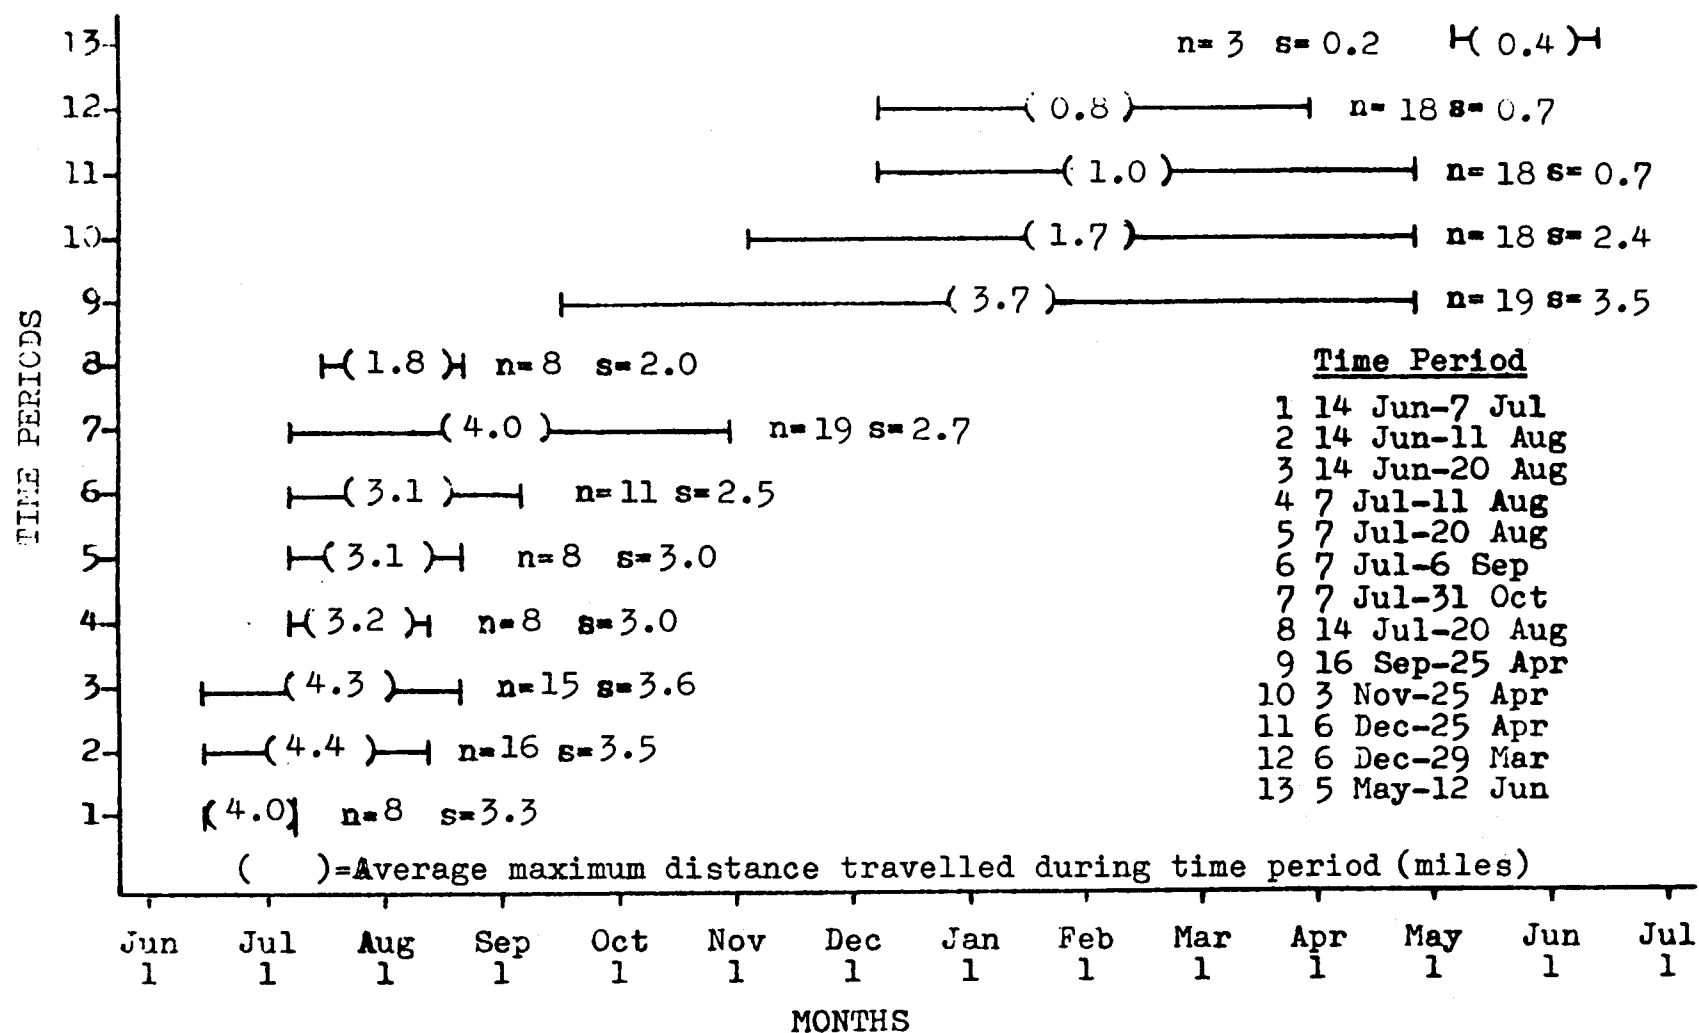 13 n= 3 s= 0.2 ( 0.4 )
12 ( 0.8 ) n= 18 s= 0.7
11 ( 1.0 ) n= 18 s= 0.7
10 ( 1.7 ) n= 18 s= 2.4
9 ( 3.7 ) n= 19 s= 3.5
8 ( 1.8 ) n= 8 s= 2.0
7 ( 4.0 ) n= 19 s= 2.7
6 ( 3.1 ) n= 11 s= 2.5
5 ( 3.1 ) n= 8 s= 3.0
4 ( 3.2 ) n= 8 s= 3.0
3 ( 4.3 ) n= 15 s= 3.6
2 ( 4.4 ) n= 16 s= 3.5
1 ( 4.0 ) n= 8 s= 3.3
TIME PERIODS
Time Period
1 14 Jun-7 Jul
2 14 Jun-11 Aug
3 14 Jun-20 Aug
4 7 Jul-11 Aug
5 7 Jul-20 Aug
6 7 Jul-6 Sep
7 7 Jul-31 Oct
8 14 Jul-20 Aug
9 16 Sep-25 Apr
10 3 Nov-25 Apr
11 6 Dec-25 Apr
12 6 Dec-29 Mar
13 5 May-12 Jun
( )=Average maximum distance travelled during time period (miles)
Jun Jul Aug Sep Oct Nov Dec Jan Feb Mar Apr May Jun Jul
1 1 1 1 1 1 1 1 1 1 1 1 1 1
MONTHS